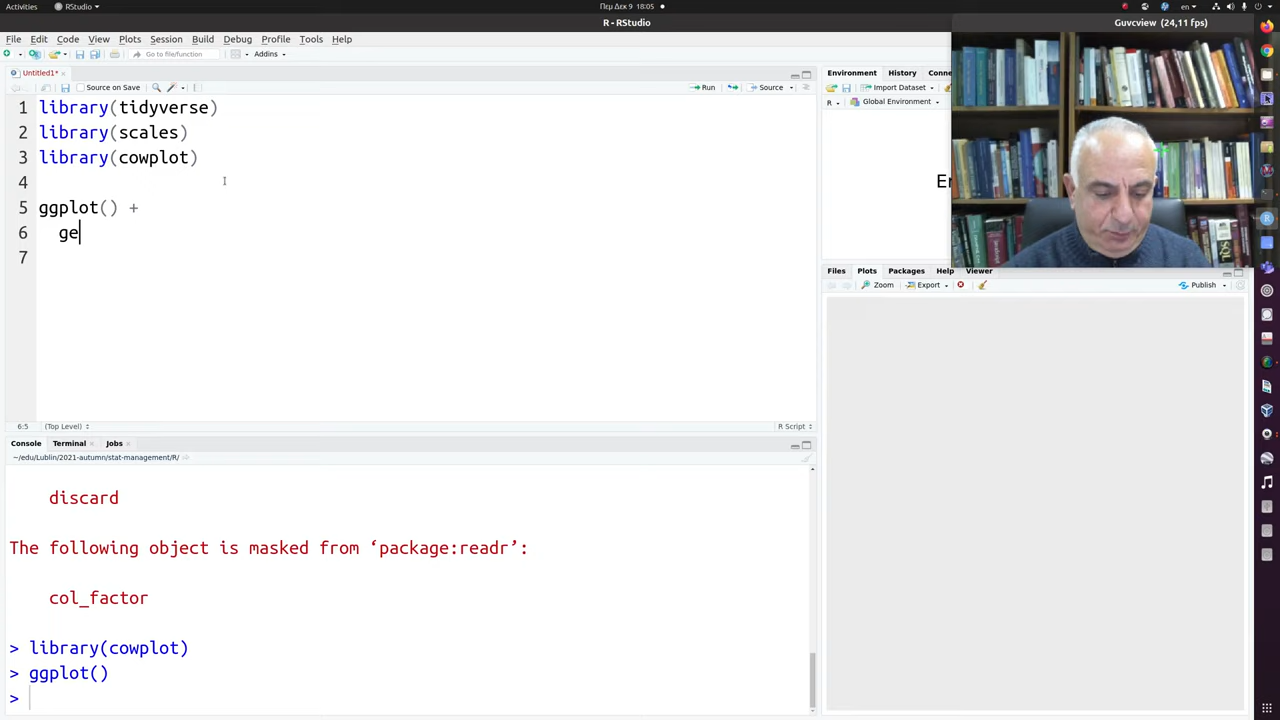 Activities
RStudio
Πεμ Δεκ 9 18:05
en
R - RStudio
Guvcview (24,11 fps)
File Edit Code View Plots Session Build Debug Profile Tools Help
Go to file/function
Addins
Untitled1*
Source on Save
Run
Source
1 library(tidyverse)
2 library(scales)
3 library(cowplot)
4
5 ggplot() +
6 ge
7
6:5 (Top Level)
R Script
Environment History Conne
Import Dataset
R
Global Environment
En
Files Plots Packages Help Viewer
Zoom Export Publish
Console Terminal Jobs
~/edu/Lublin/2021-autumn/stat-management/R/
discard
The following object is masked from ‘package:readr’:
col_factor
> library(cowplot)
> ggplot()
>